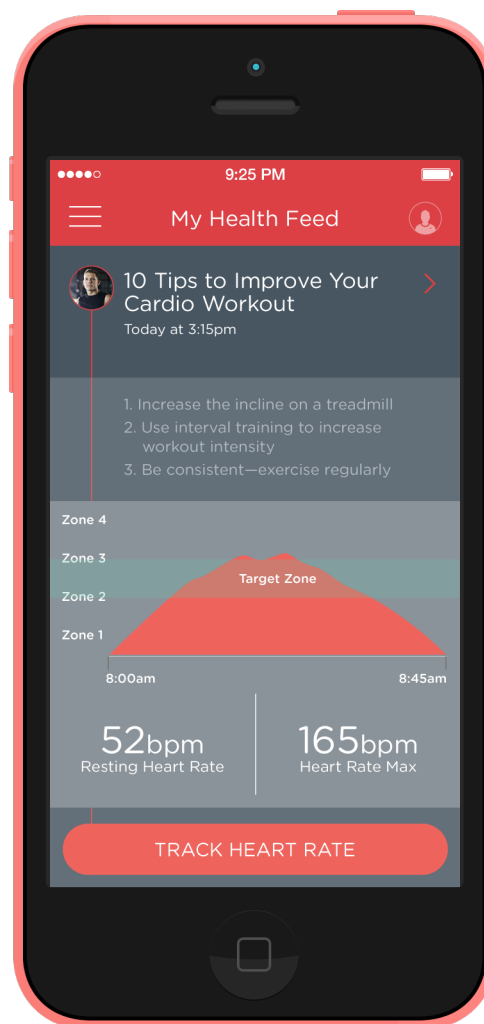 9:25 PM
My Health Feed
10 Tips to Improve Your
Cardio Workout
Today at 3:15pm
1. Increase the incline on a treadmill
2. Use interval training to increase
workout intensity
3. Be consistent—exercise regularly
Zone 4
Zone 3
Target Zone
Zone 2
Zone 1
8:00am 8:45am
52bpm 165bpm
Resting Heart Rate Heart Rate Max
TRACK HEART RATE